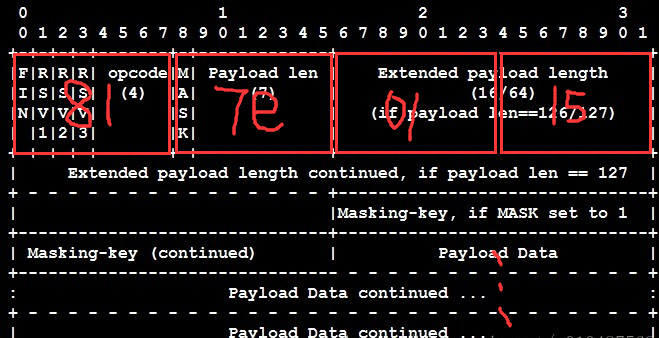 0                   1                   2                   3
0 1 2 3 4 5 6 7 8 9 0 1 2 3 4 5 6 7 8 9 0 1 2 3 4 5 6 7 8 9 0 1
|F|R|R|R| opcode|M| Payload len | Extended payload length |
|I|S|S|S| (4) |A| (7) | (16/64) |
|N|V|V|V| |S| | (if payload len==126/127) |
| |1|2|3| |K| | |
81 7e 01 15
| Extended payload length continued, if payload len == 127 |
| |Masking-key, if MASK set to 1 |
| Masking-key (continued) | Payload Data |
: Payload Data continued ... :
| Payload Data continued ... |